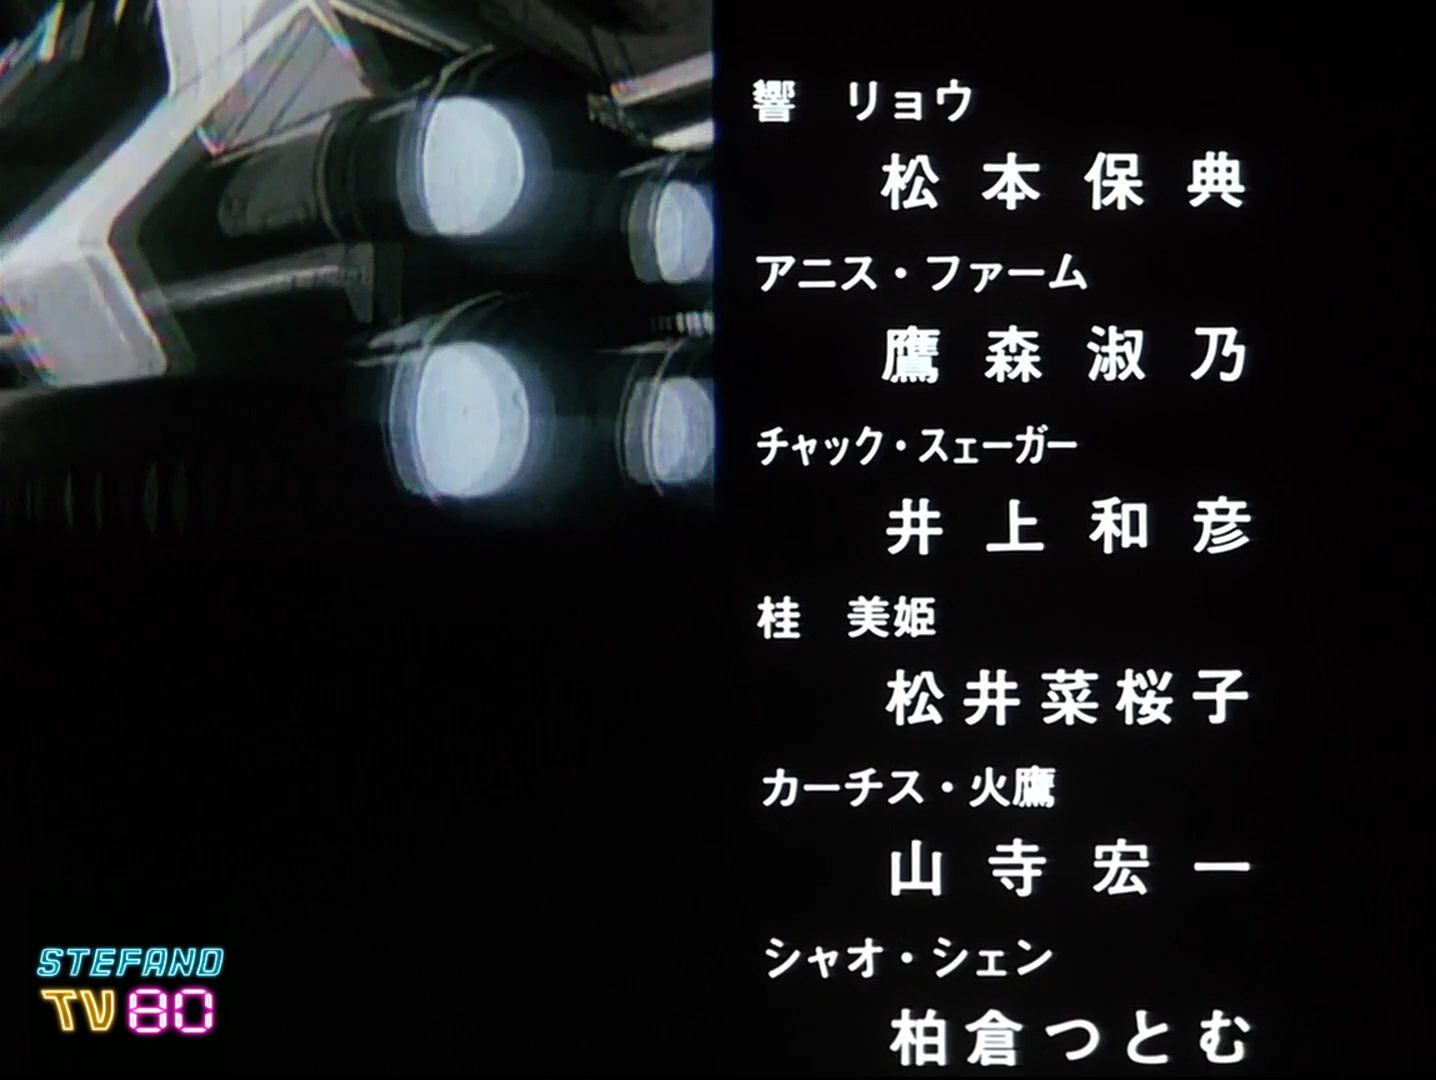 響　リョウ
松本保典
アニス・ファーム
鷹森淑乃
チャック・スェーガー
井上和彦
桂　美姫
松井菜桜子
カーチス・火鷹
山寺宏一
シャオ・シェン
柏倉つとむ
STEFANO
TV80